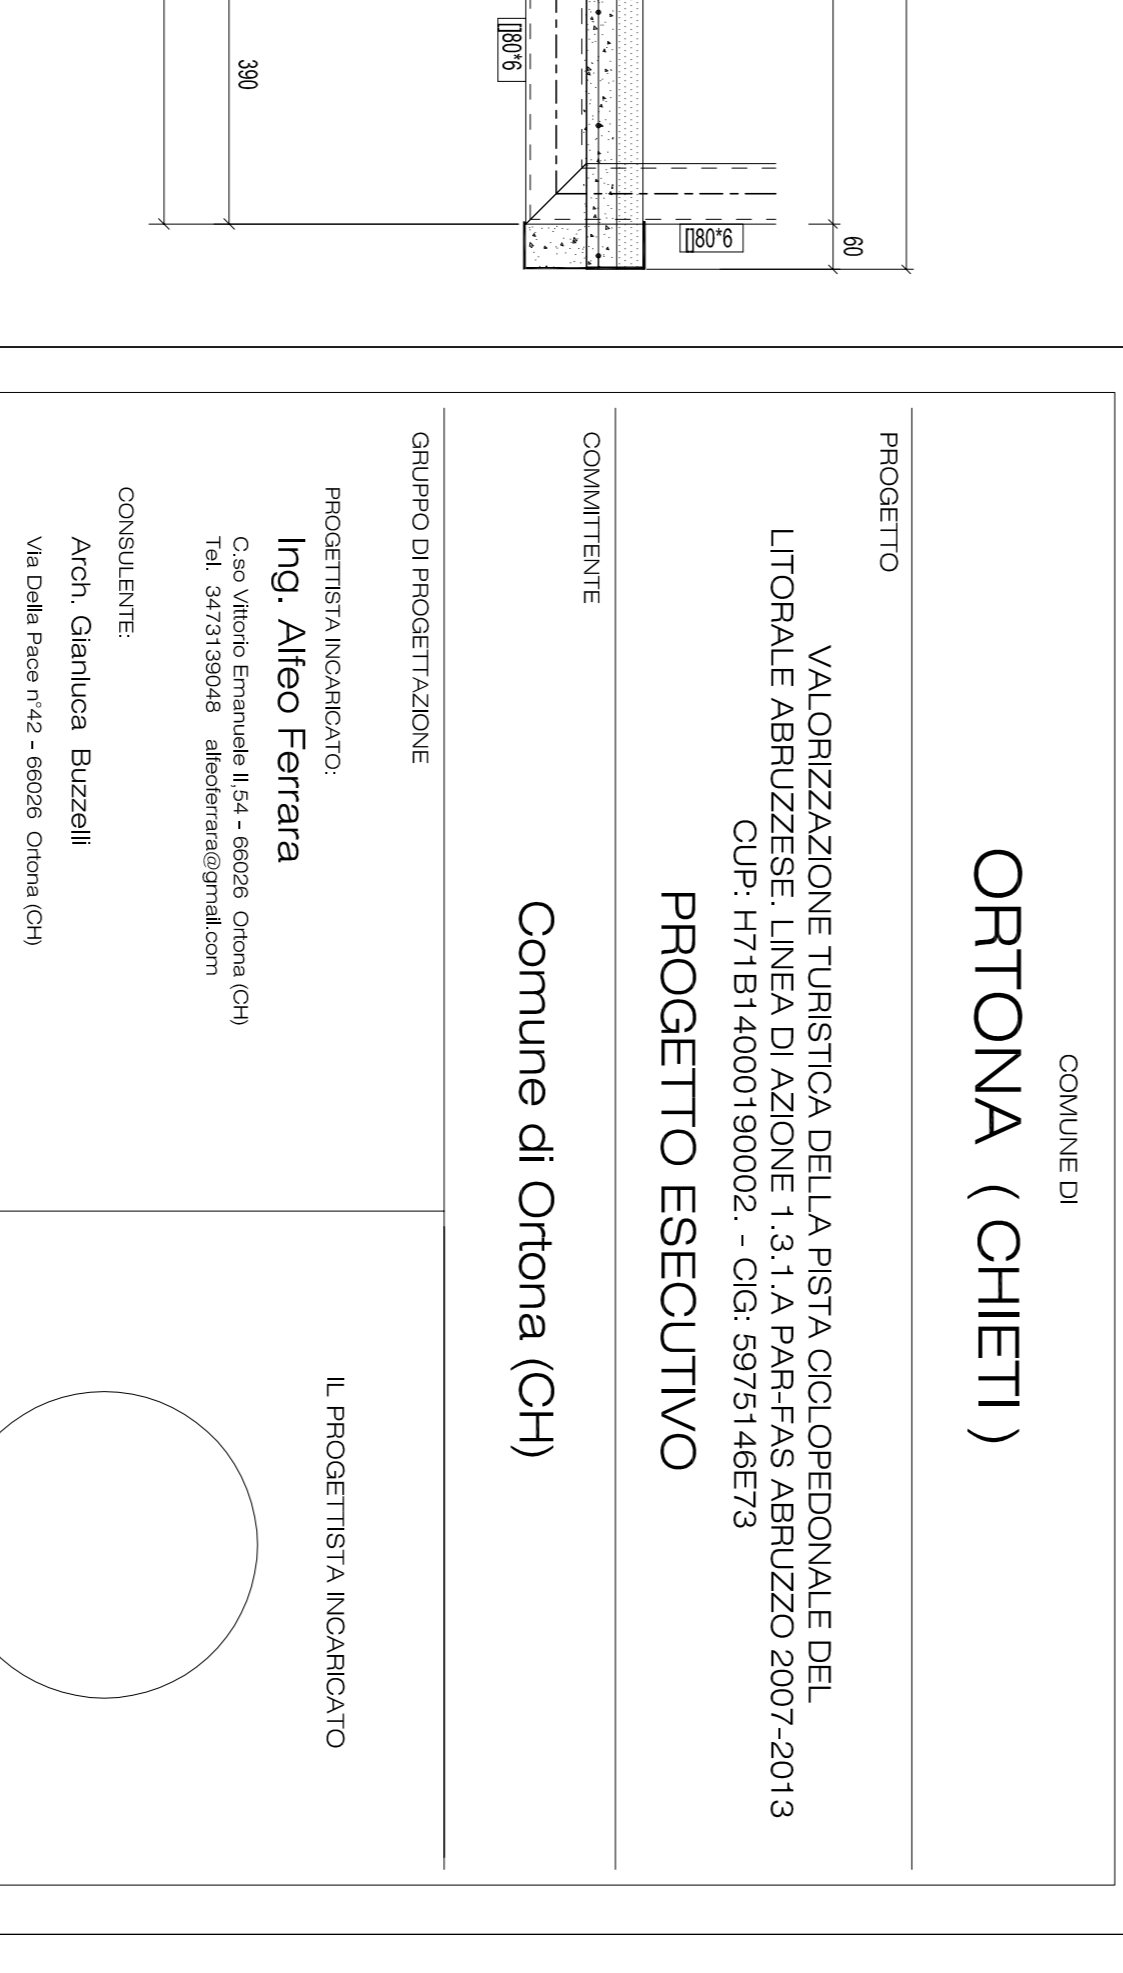 390
[]80*6
[]80*6
60
COMUNE DI
ORTONA ( CHIETI )
PROGETTO
VALORIZZAZIONE TURISTICA DELLA PISTA CICLOPEDONALE DEL
LITORALE ABRUZZESE. LINEA DI AZIONE 1.3.1.A PAR-FAS ABRUZZO 2007-2013
CUP: H71B14000190002. - CIG: 5975146E73
PROGETTO ESECUTIVO
COMMITTENTE
Comune di Ortona (CH)
GRUPPO DI PROGETTAZIONE
PROGETTISTA INCARICATO:
Ing. Alfeo Ferrara
C.so Vittorio Emanuele II,54 - 66026 Ortona (CH)
Tel. 3473139048 alfeoferrara@gmail.com
CONSULENTE:
Arch. Gianluca Buzzelli
Via Della Pace n°42 - 66026 Ortona (CH)
IL PROGETTISTA INCARICATO